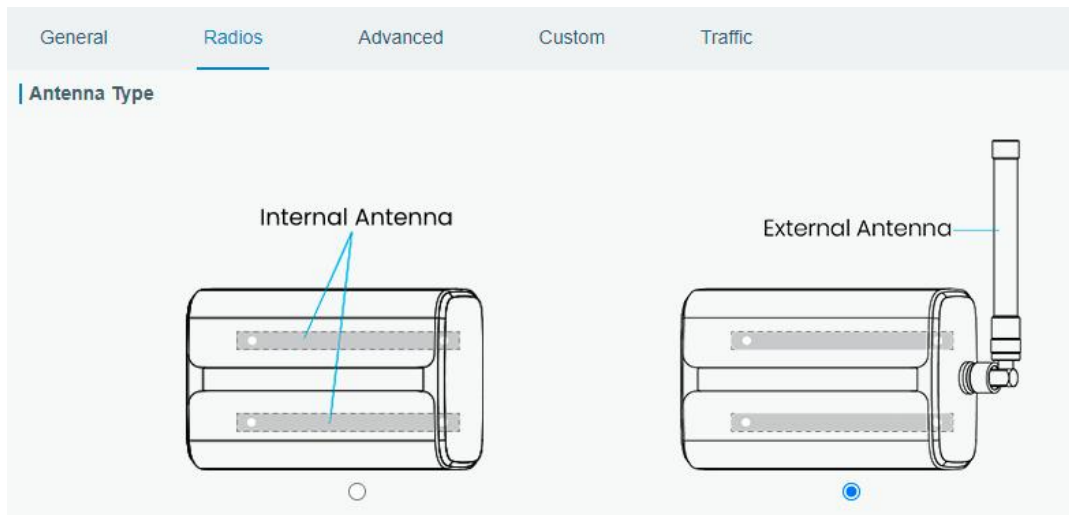 General Radios Advanced Custom Traffic
Antenna Type
Internal Antenna
External Antenna